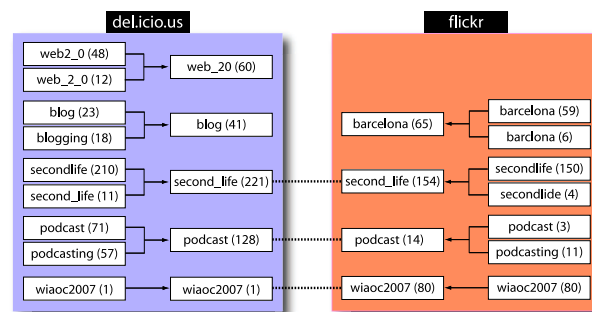 del.icio.us
web2_0 (48)
web_2_0 (12)
web_20 (60)
blog (23)
blogging (18)
blog (41)
secondlife (210)
second_life (11)
second_life (221)
podcast (71)
podcasting (57)
podcast (128)
wiaoc2007 (1)
wiaoc2007 (1)
flickr
barcelona (65)
barcelona (59)
barclona (6)
second_life (154)
secondlife (150)
secondlide (4)
podcast (14)
podcast (3)
podcasting (11)
wiaoc2007 (80)
wiaoc2007 (80)